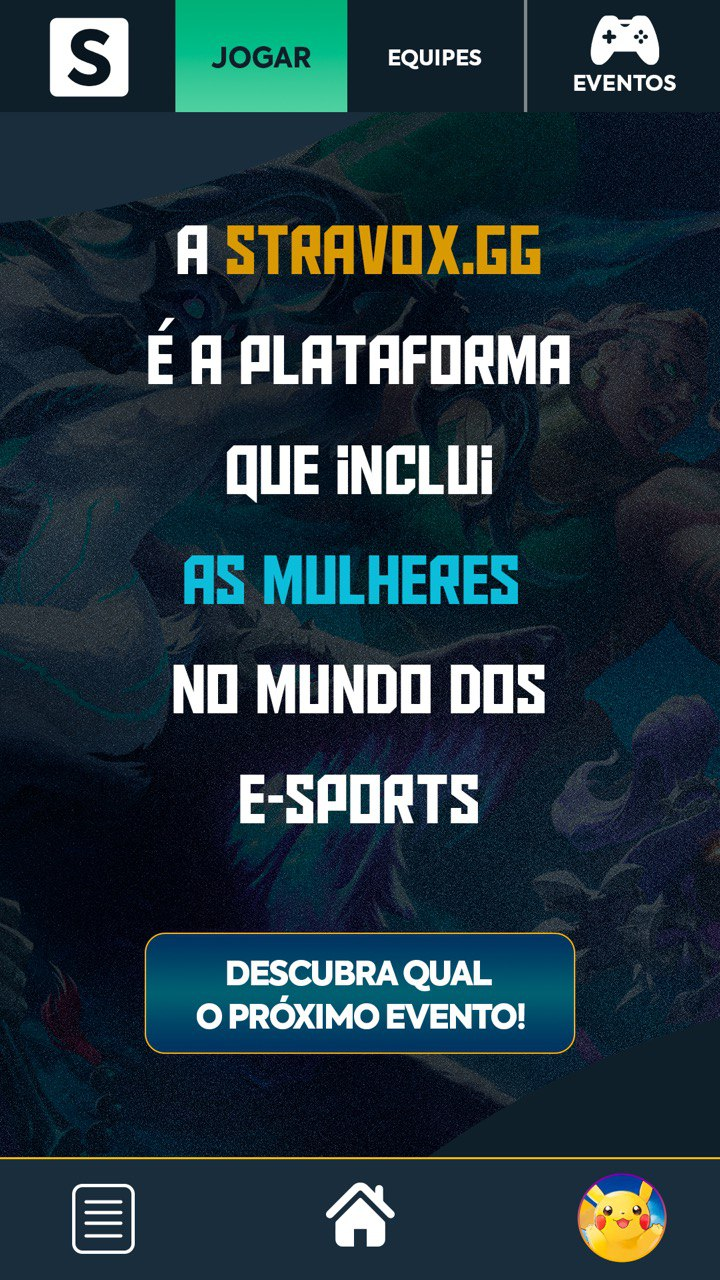 S
JOGAR
EQUIPES
EVENTOS
A STRAVOX.GG
É A PLATAFORMA
QUE INCLUI
AS MULHERES
NO MUNDO DOS
E-SPORTS
DESCUBRA QUAL
O PRÓXIMO EVENTO!